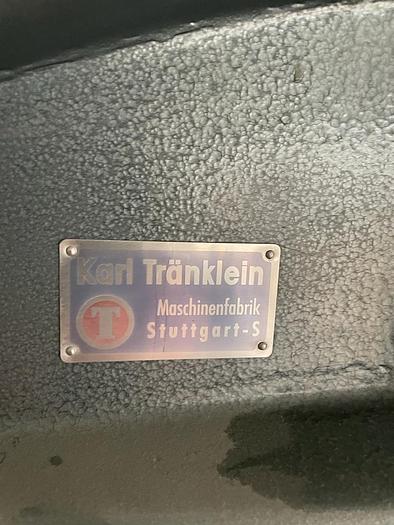 Karl Tränklein
T
Maschinenfabrik
Stuttgart-S